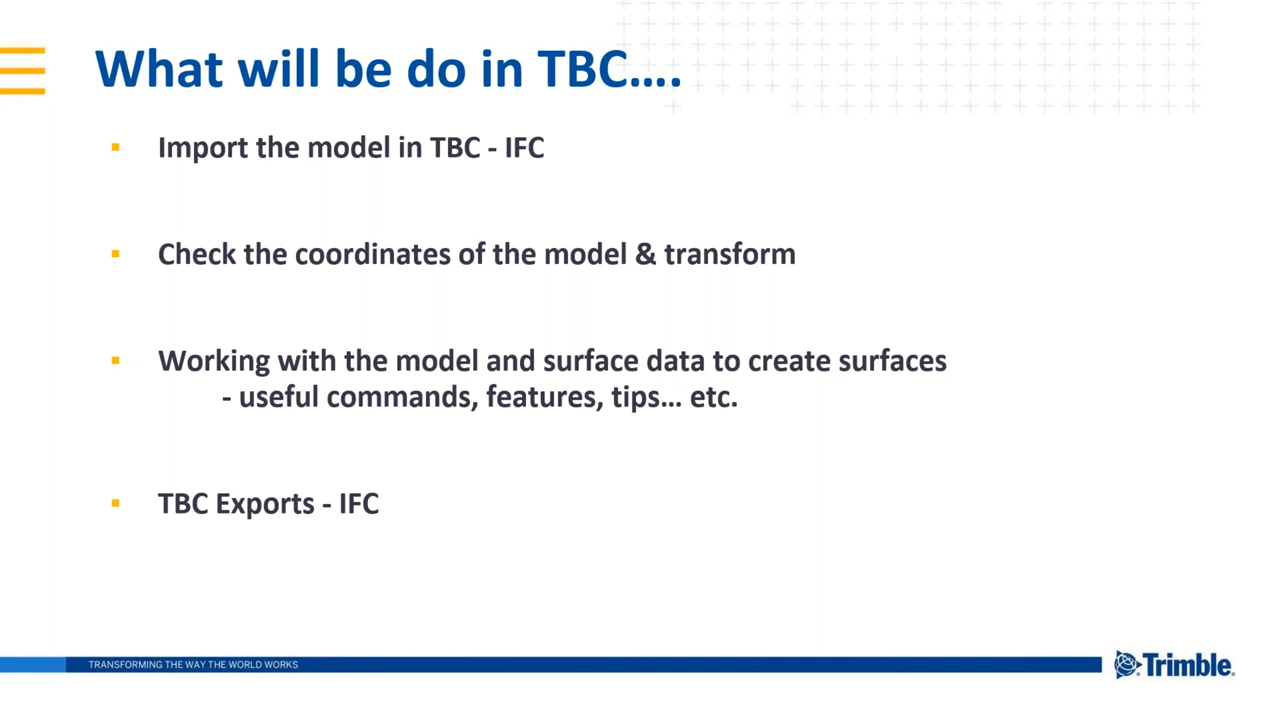 What will be do in TBC….
▪ Import the model in TBC - IFC
▪ Check the coordinates of the model & transform
▪ Working with the model and surface data to create surfaces
- useful commands, features, tips… etc.
▪ TBC Exports - IFC
TRANSFORMING THE WAY THE WORLD WORKS
Trimble.